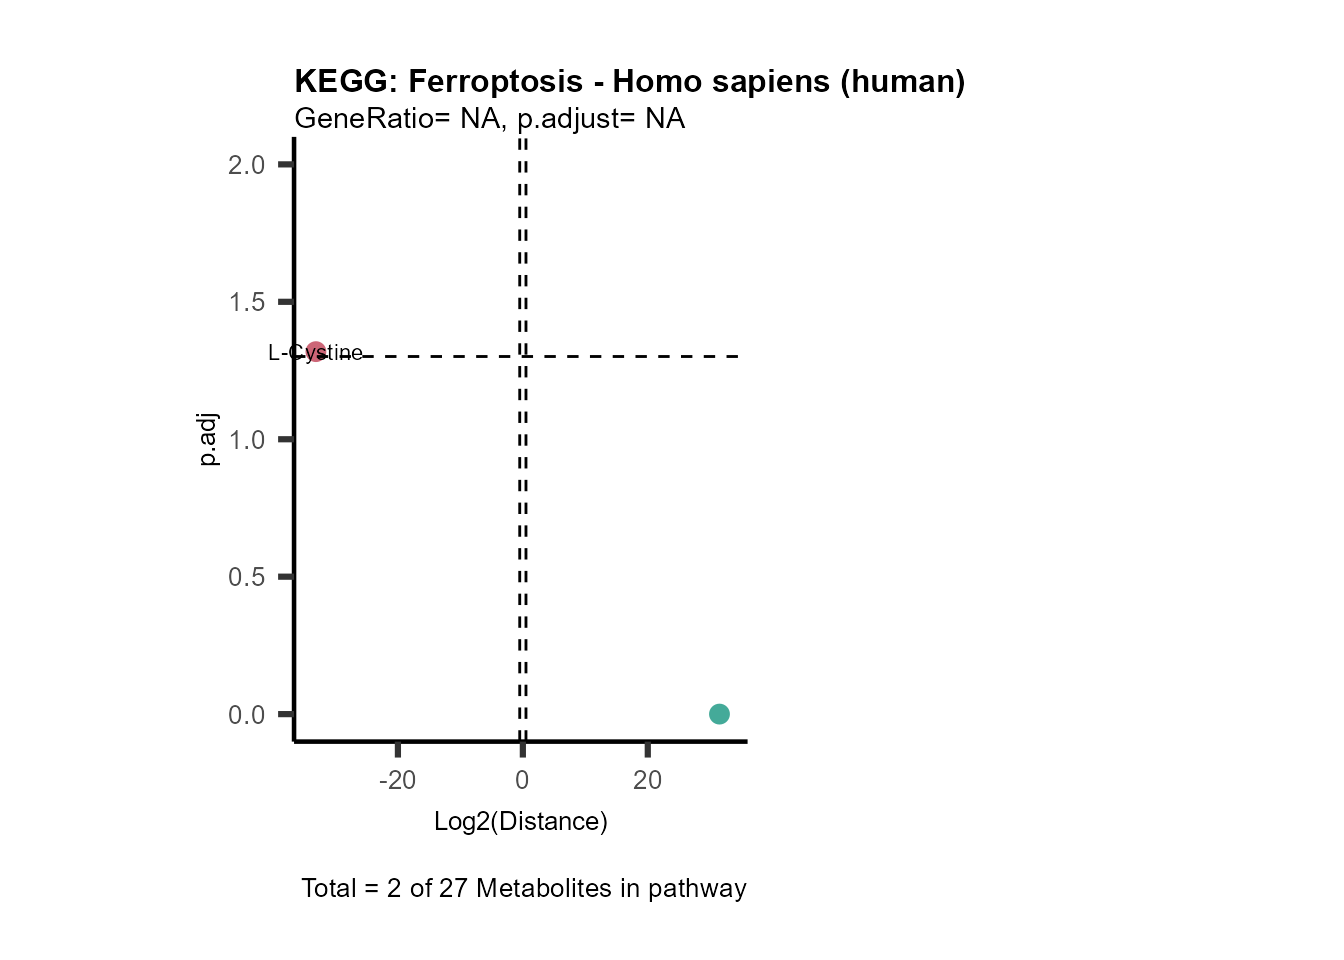 KEGG: Ferroptosis - Homo sapiens (human)
GeneRatio= NA, p.adjust= NA
2.0
1.5
L-Cystine
p.adj
1.0
0.5
0.0
-20
0
20
Log2(Distance)
Total = 2 of 27 Metabolites in pathway